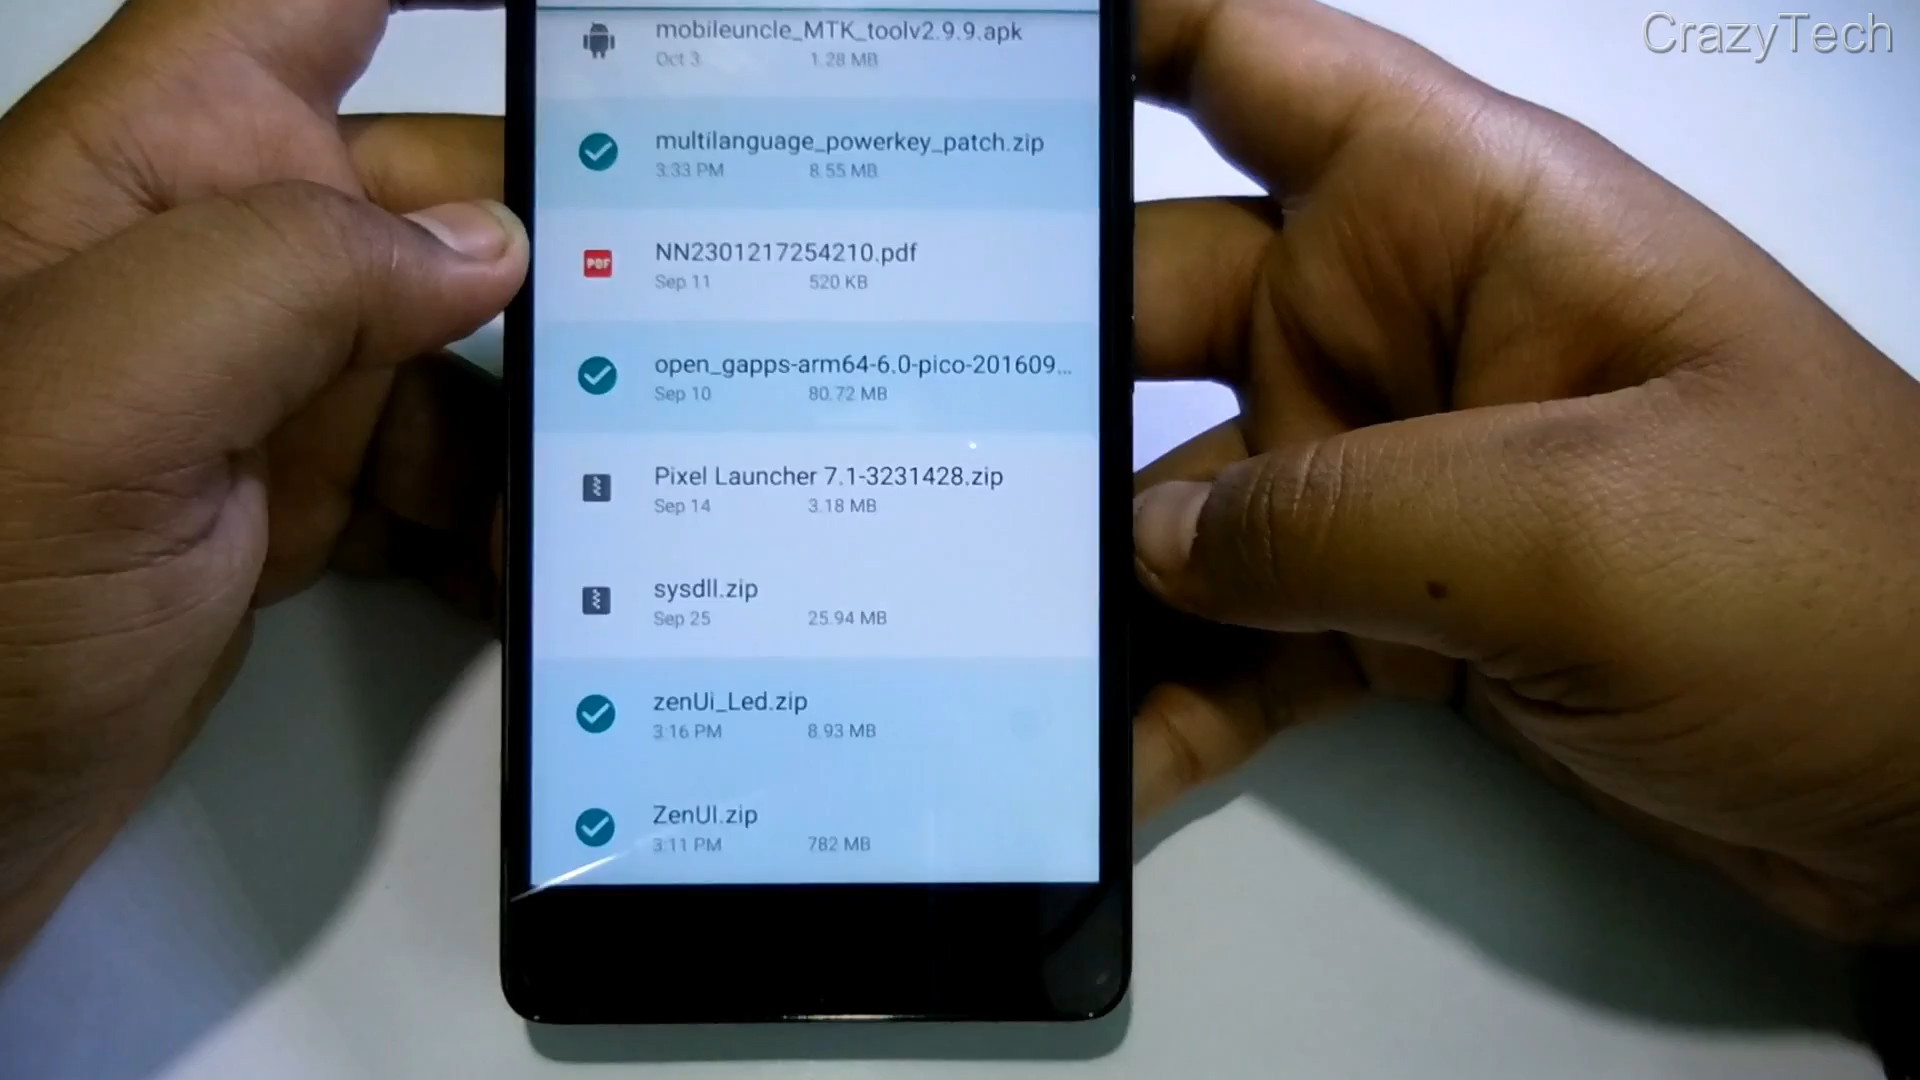 CrazyTech
mobileuncle_MTK_toolv2.9.9.apk
Oct 3 1.28 MB
multilanguage_powerkey_patch.zip
3:33 PM 8.55 MB
PDF
NN2301217254210.pdf
Sep 11 520 KB
open_gapps-arm64-6.0-pico-201609...
Sep 10 80.72 MB
Pixel Launcher 7.1-3231428.zip
Sep 14 3.18 MB
sysdll.zip
Sep 25 25.94 MB
zenUi_Led.zip
3:16 PM 8.93 MB
ZenUI.zip
3:11 PM 782 MB